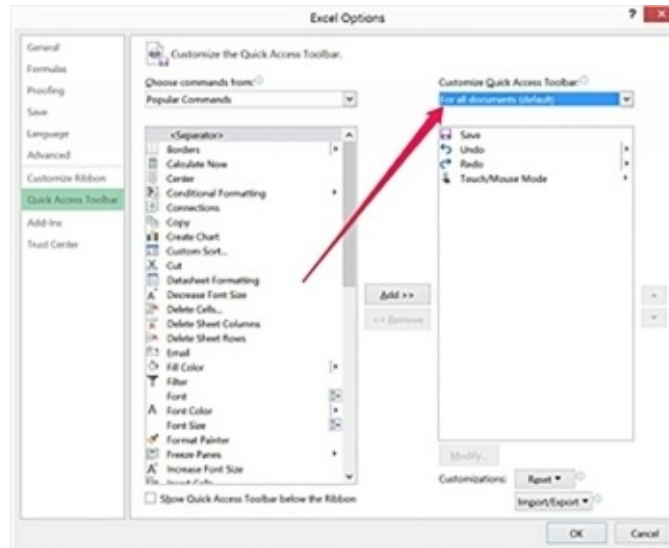 Excel Options
?
General
Formulas
Proofing
Save
Language
Advanced
Customize Ribbon
Quick Access Toolbar
Add-Ins
Trust Center
Customize the Quick Access Toolbar.
Choose commands from:
Popular Commands
<Separator>
Borders
Calculate Now
Center
Conditional Formatting
Connections
Copy
Create Chart
Custom Sort...
Cut
Datasheet Formatting
Decrease Font Size
Delete Cells...
Delete Sheet Columns
Delete Sheet Rows
Email
Fill Color
Filter
Font
Font Color
Font Size
Format Painter
Freeze Panes
Increase Font Size
Insert Cells
Show Quick Access Toolbar below the Ribbon
Add >>
<< Remove
Customize Quick Access Toolbar:
For all documents (default)
Save
Undo
Redo
Touch/Mouse Mode
Modify...
Customizations:
Reset
Import/Export
OK
Cancel